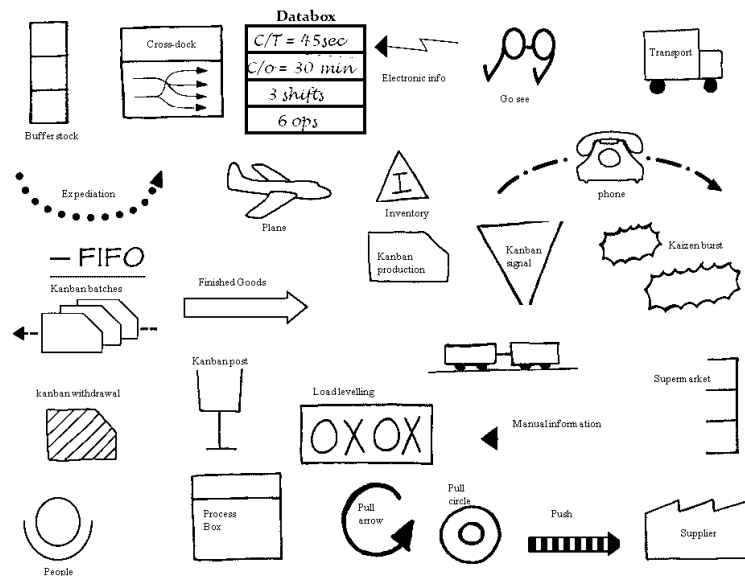 Databox
Cross-dock
C/T = 45sec
C/o = 30 min
3 shifts
6 ops
Electronic info
Go see
Transport
Buffer stock
Expediation
Plane
I
Inventory
phone
FIFO
Kanban batches
Finished Goods
Kanban
production
Kanban
signal
Kaizen burst
Kanban post
kanban withdrawal
Load levelling
OXOX
Manual information
Supermarket
People
Process
Box
Pull
arrow
Pull
circle
Push
Supplier